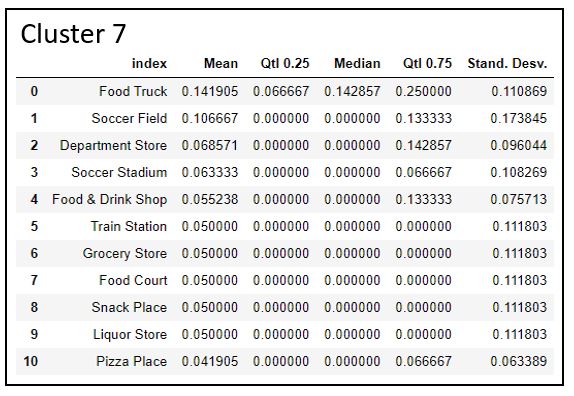 Cluster 7
index Mean Qtl 0.25 Median Qtl 0.75 Stand. Desv.
0 Food Truck 0.141905 0.066667 0.142857 0.250000 0.110869
1 Soccer Field 0.106667 0.000000 0.000000 0.133333 0.173845
2 Department Store 0.068571 0.000000 0.000000 0.142857 0.096044
3 Soccer Stadium 0.063333 0.000000 0.000000 0.066667 0.108269
4 Food & Drink Shop 0.055238 0.000000 0.000000 0.133333 0.075713
5 Train Station 0.050000 0.000000 0.000000 0.000000 0.111803
6 Grocery Store 0.050000 0.000000 0.000000 0.000000 0.111803
7 Food Court 0.050000 0.000000 0.000000 0.000000 0.111803
8 Snack Place 0.050000 0.000000 0.000000 0.000000 0.111803
9 Liquor Store 0.050000 0.000000 0.000000 0.000000 0.111803
10 Pizza Place 0.041905 0.000000 0.000000 0.066667 0.063389